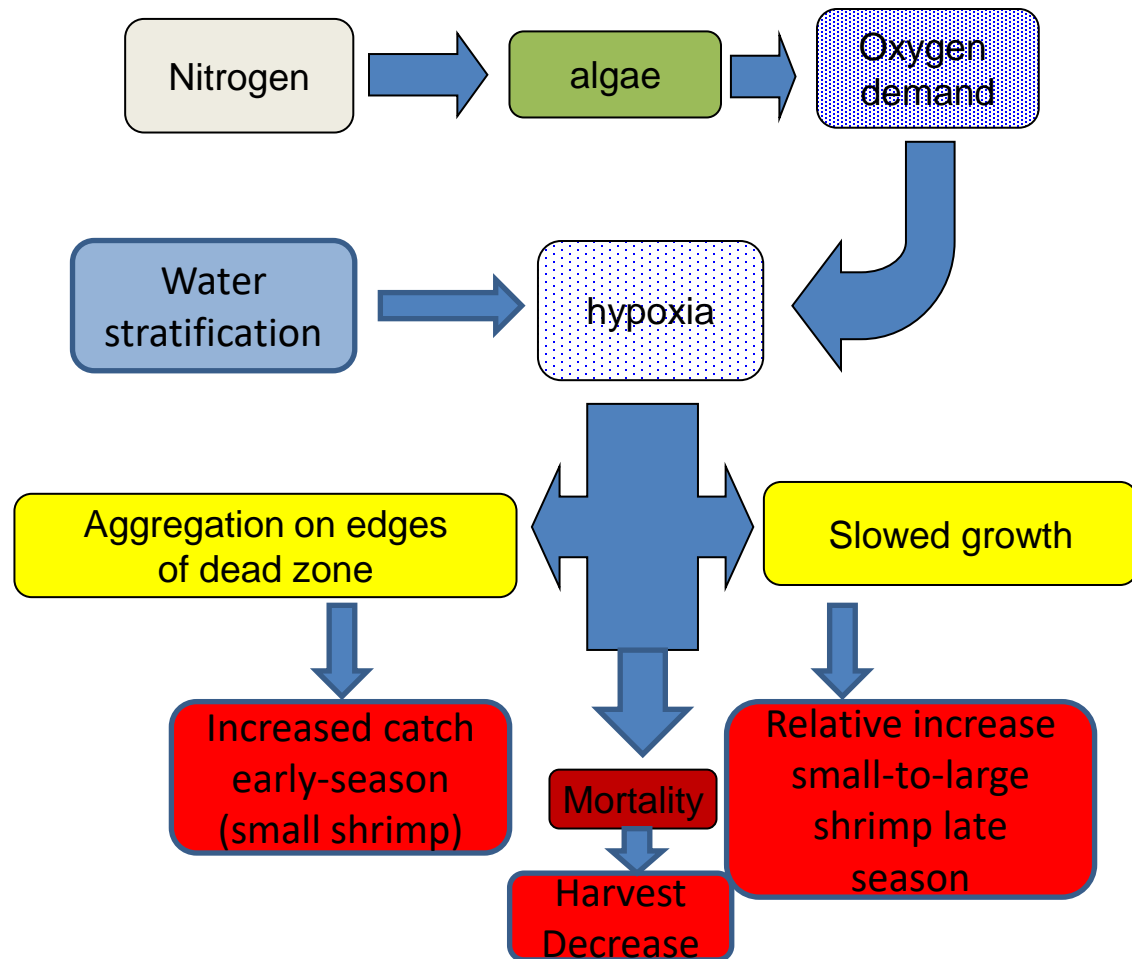 Nitrogen
algae
Oxygen
demand
Water
stratification
hypoxia
Aggregation on edges
of dead zone
Slowed growth
Increased catch
early-season
(small shrimp)
Mortality
Relative increase
small-to-large
shrimp late
season
Harvest
Decrease